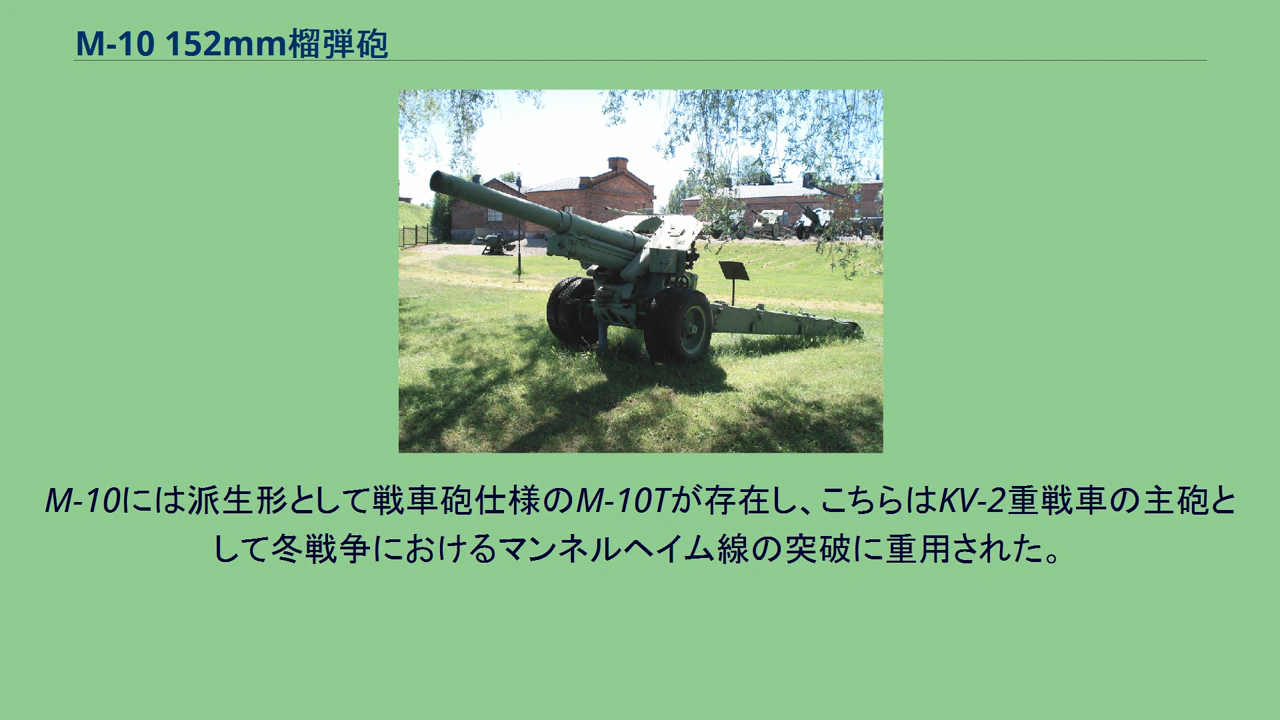 M-10 152mm榴弾砲
M-10には派生形として戦車砲仕様のM-10Tが存在し、こちらはKV-2重戦車の主砲と
して冬戦争におけるマンネルヘイム線の突破に重用された。